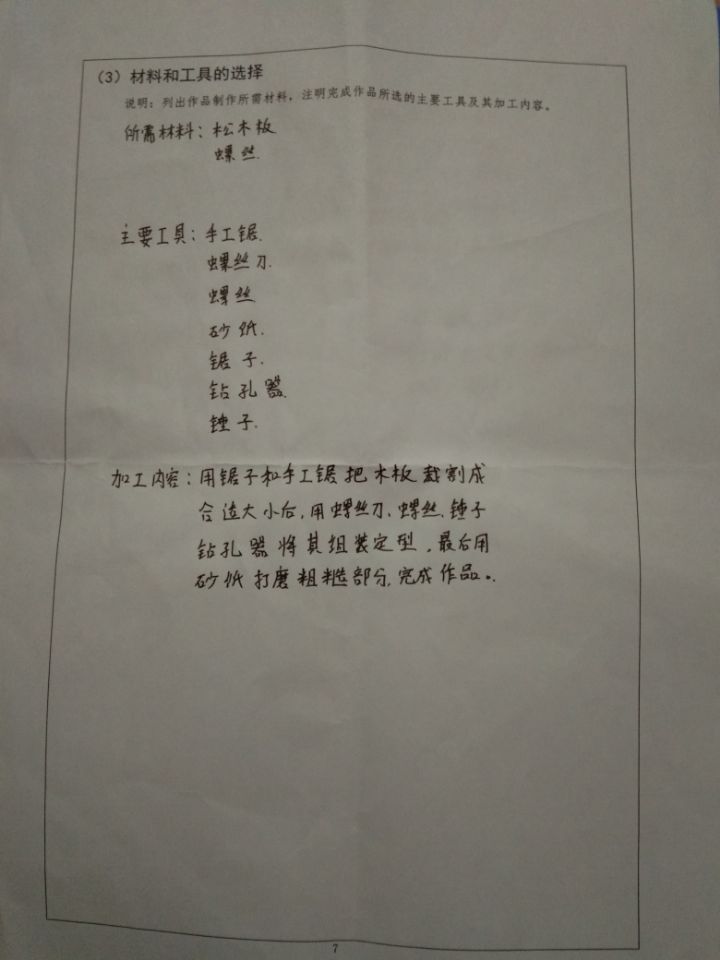 （3）材料和工具的选择
说明：列出作品制作所需材料，注明完成作品所选的主要工具及其加工内容。
所需材料：松木板
螺丝.
主要工具：手工锯.
螺丝刀.
螺丝
砂纸.
锯子.
钻孔器.
锤子.
加工内容：用锯子和手工锯把木板裁割成
合适大小后,用螺丝刀、螺丝、锤子
钻孔器将其组装定型,最后用
砂纸打磨粗糙部分,完成作品。
7